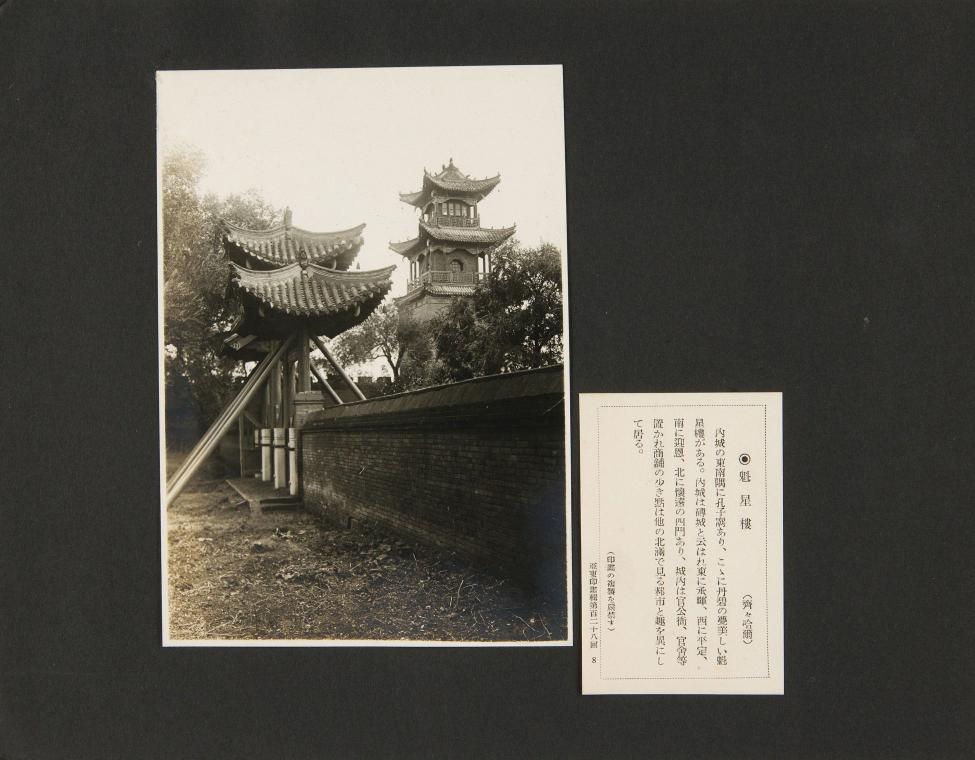 ◉魁星樓
(齊々哈爾)
內城の東南隅に孔子廟あり、こゝに丹碧の甍美しい魁
星樓がある。內城は磚城と云はれ東に承暉、西に平定、
南に迎恩、北に懷遠の四門あり、城內は官公衙、官舍等
置かれ商舖の少き點は他の北滿で見る都市と趣を異にし
て居る。
(印畫の複製を嚴禁す)
亞東印畫輯第百二十八回 8